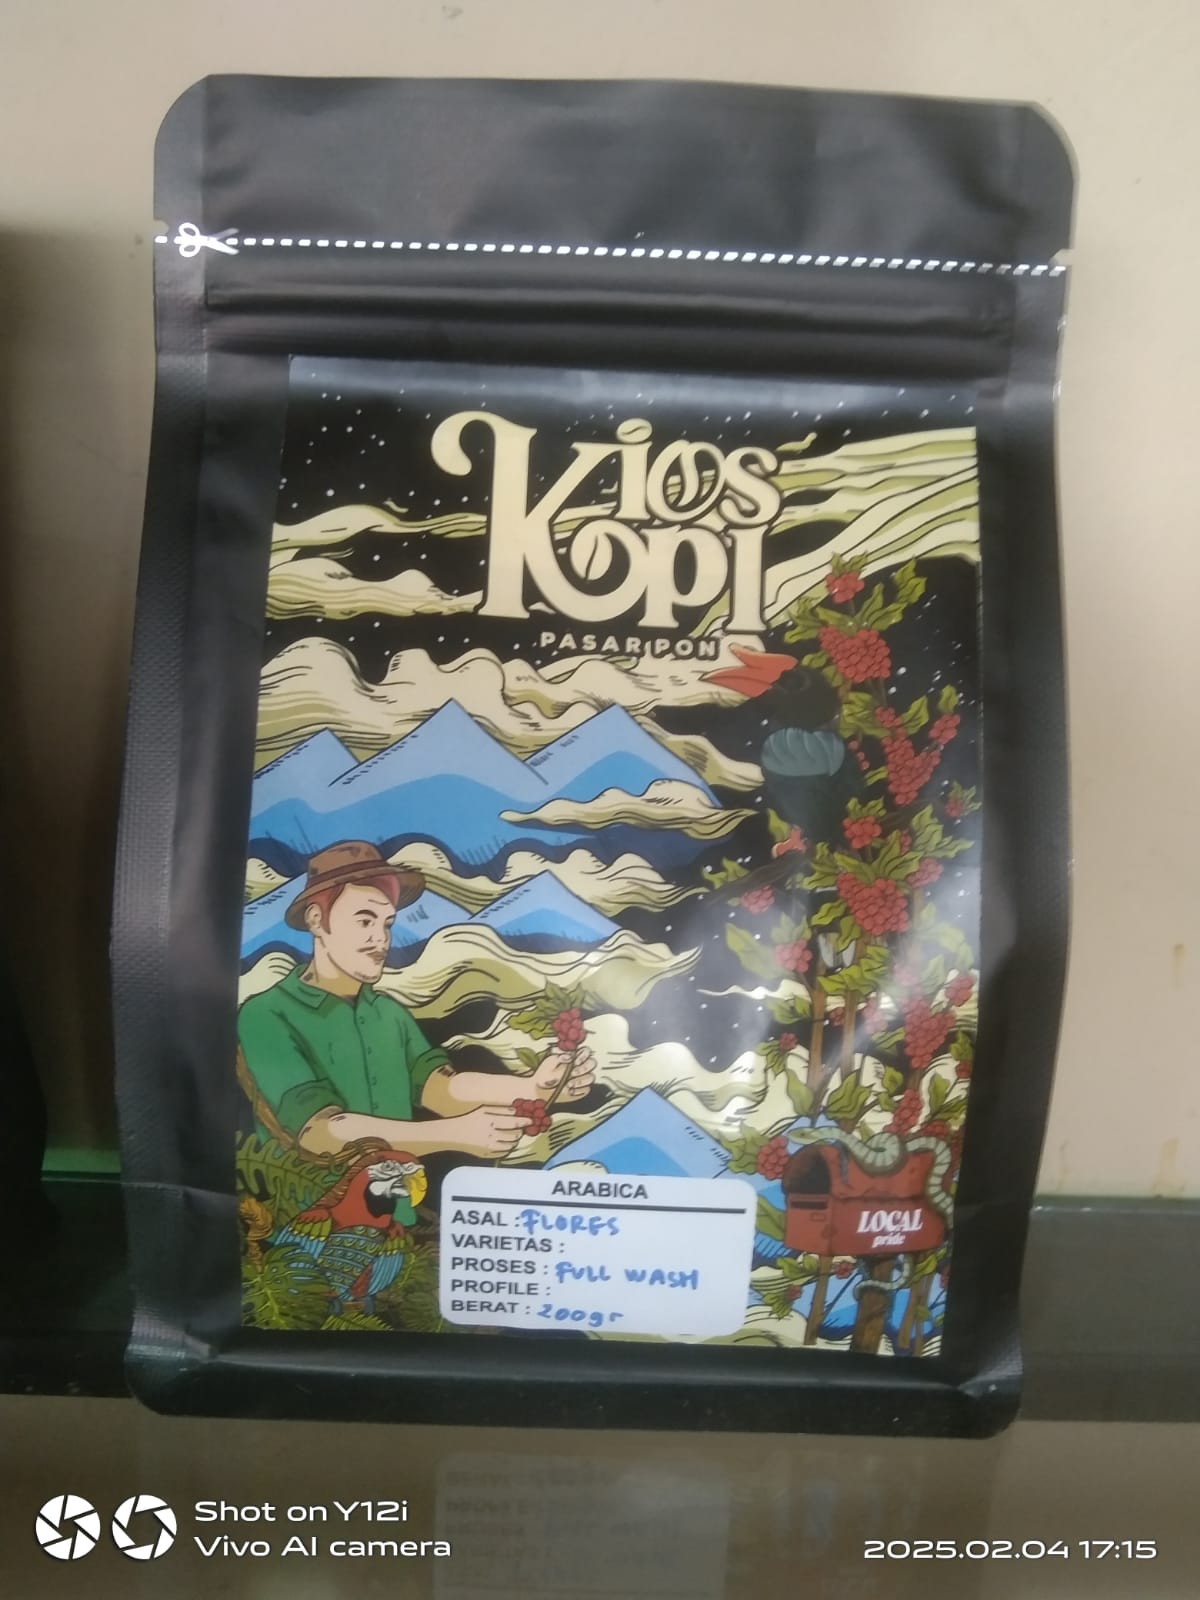 Kios
Kopi
PASAR PON
ARABICA
ASAL : FLORES
VARIETAS :
PROSES : FULL WASH
PROFILE :
BERAT : 200gr
LOCAL
pride
Shot on Y12i
Vivo AI camera
2025.02.04 17:15